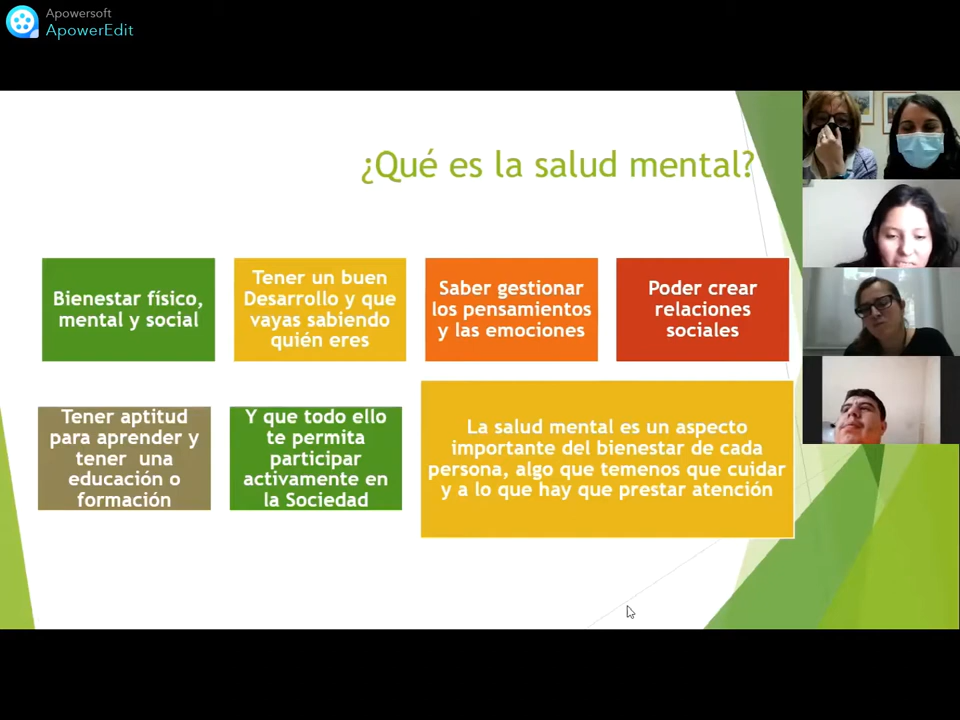 Apowersoft
ApowerEdit
¿Qué es la salud mental?
Bienestar físico,
mental y social
Tener un buen
Desarrollo y que
vayas sabiendo
quién eres
Saber gestionar
los pensamientos
y las emociones
Poder crear
relaciones
sociales
Tener aptitud
para aprender y
tener una
educación o
formación
Y que todo ello
te permita
participar
activamente en
la Sociedad
La salud mental es un aspecto
importante del bienestar de cada
persona, algo que temenos que cuidar
y a lo que hay que prestar atención